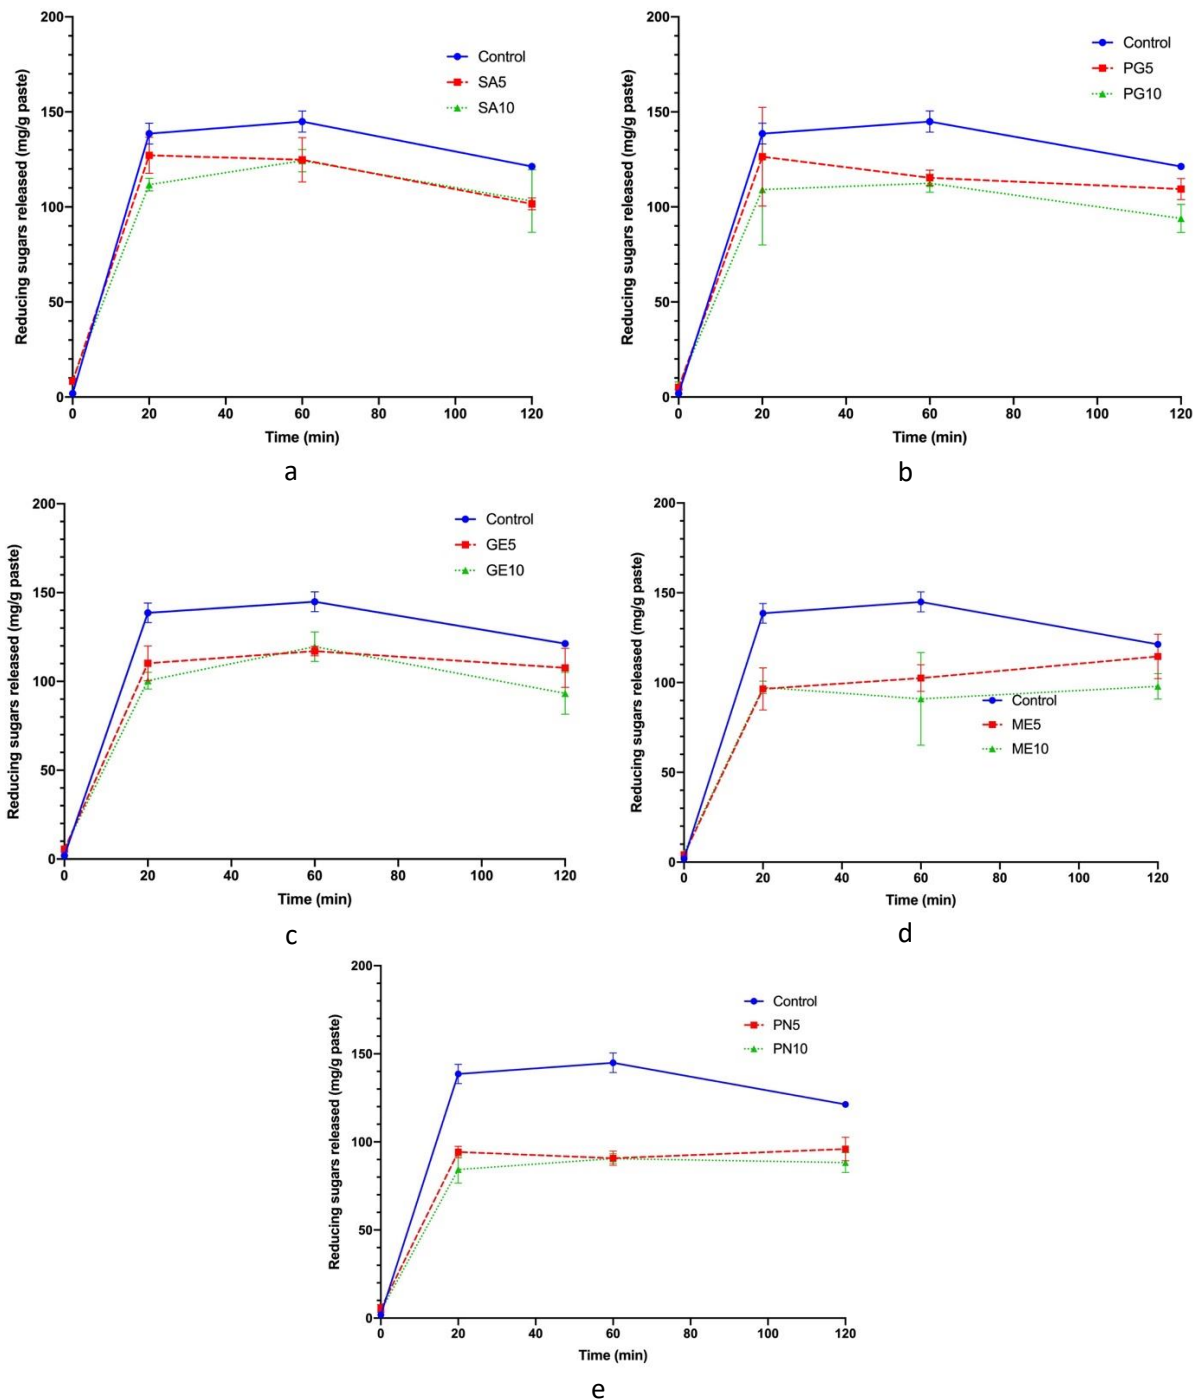 Reducing sugars released (mg/g paste)
200
150
100
50
0
Control
SA5
SA10
0 20 40 60 80 100 120
Time (min)
a
Reducing sugars released (mg/g paste)
200
150
100
50
0
Control
PG5
PG10
0 20 40 60 80 100 120
Time (min)
b
Reducing sugars released (mg/g paste)
200
150
100
50
0
Control
GE5
GE10
0 20 40 60 80 100 120
Time (min)
c
Reducing sugars released (mg/g paste)
200
150
100
50
0
Control
ME5
ME10
0 20 40 60 80 100 120
Time (min)
d
Reducing sugars released (mg/g paste)
200
150
100
50
0
Control
PN5
PN10
0 20 40 60 80 100 120
Time (min)
e